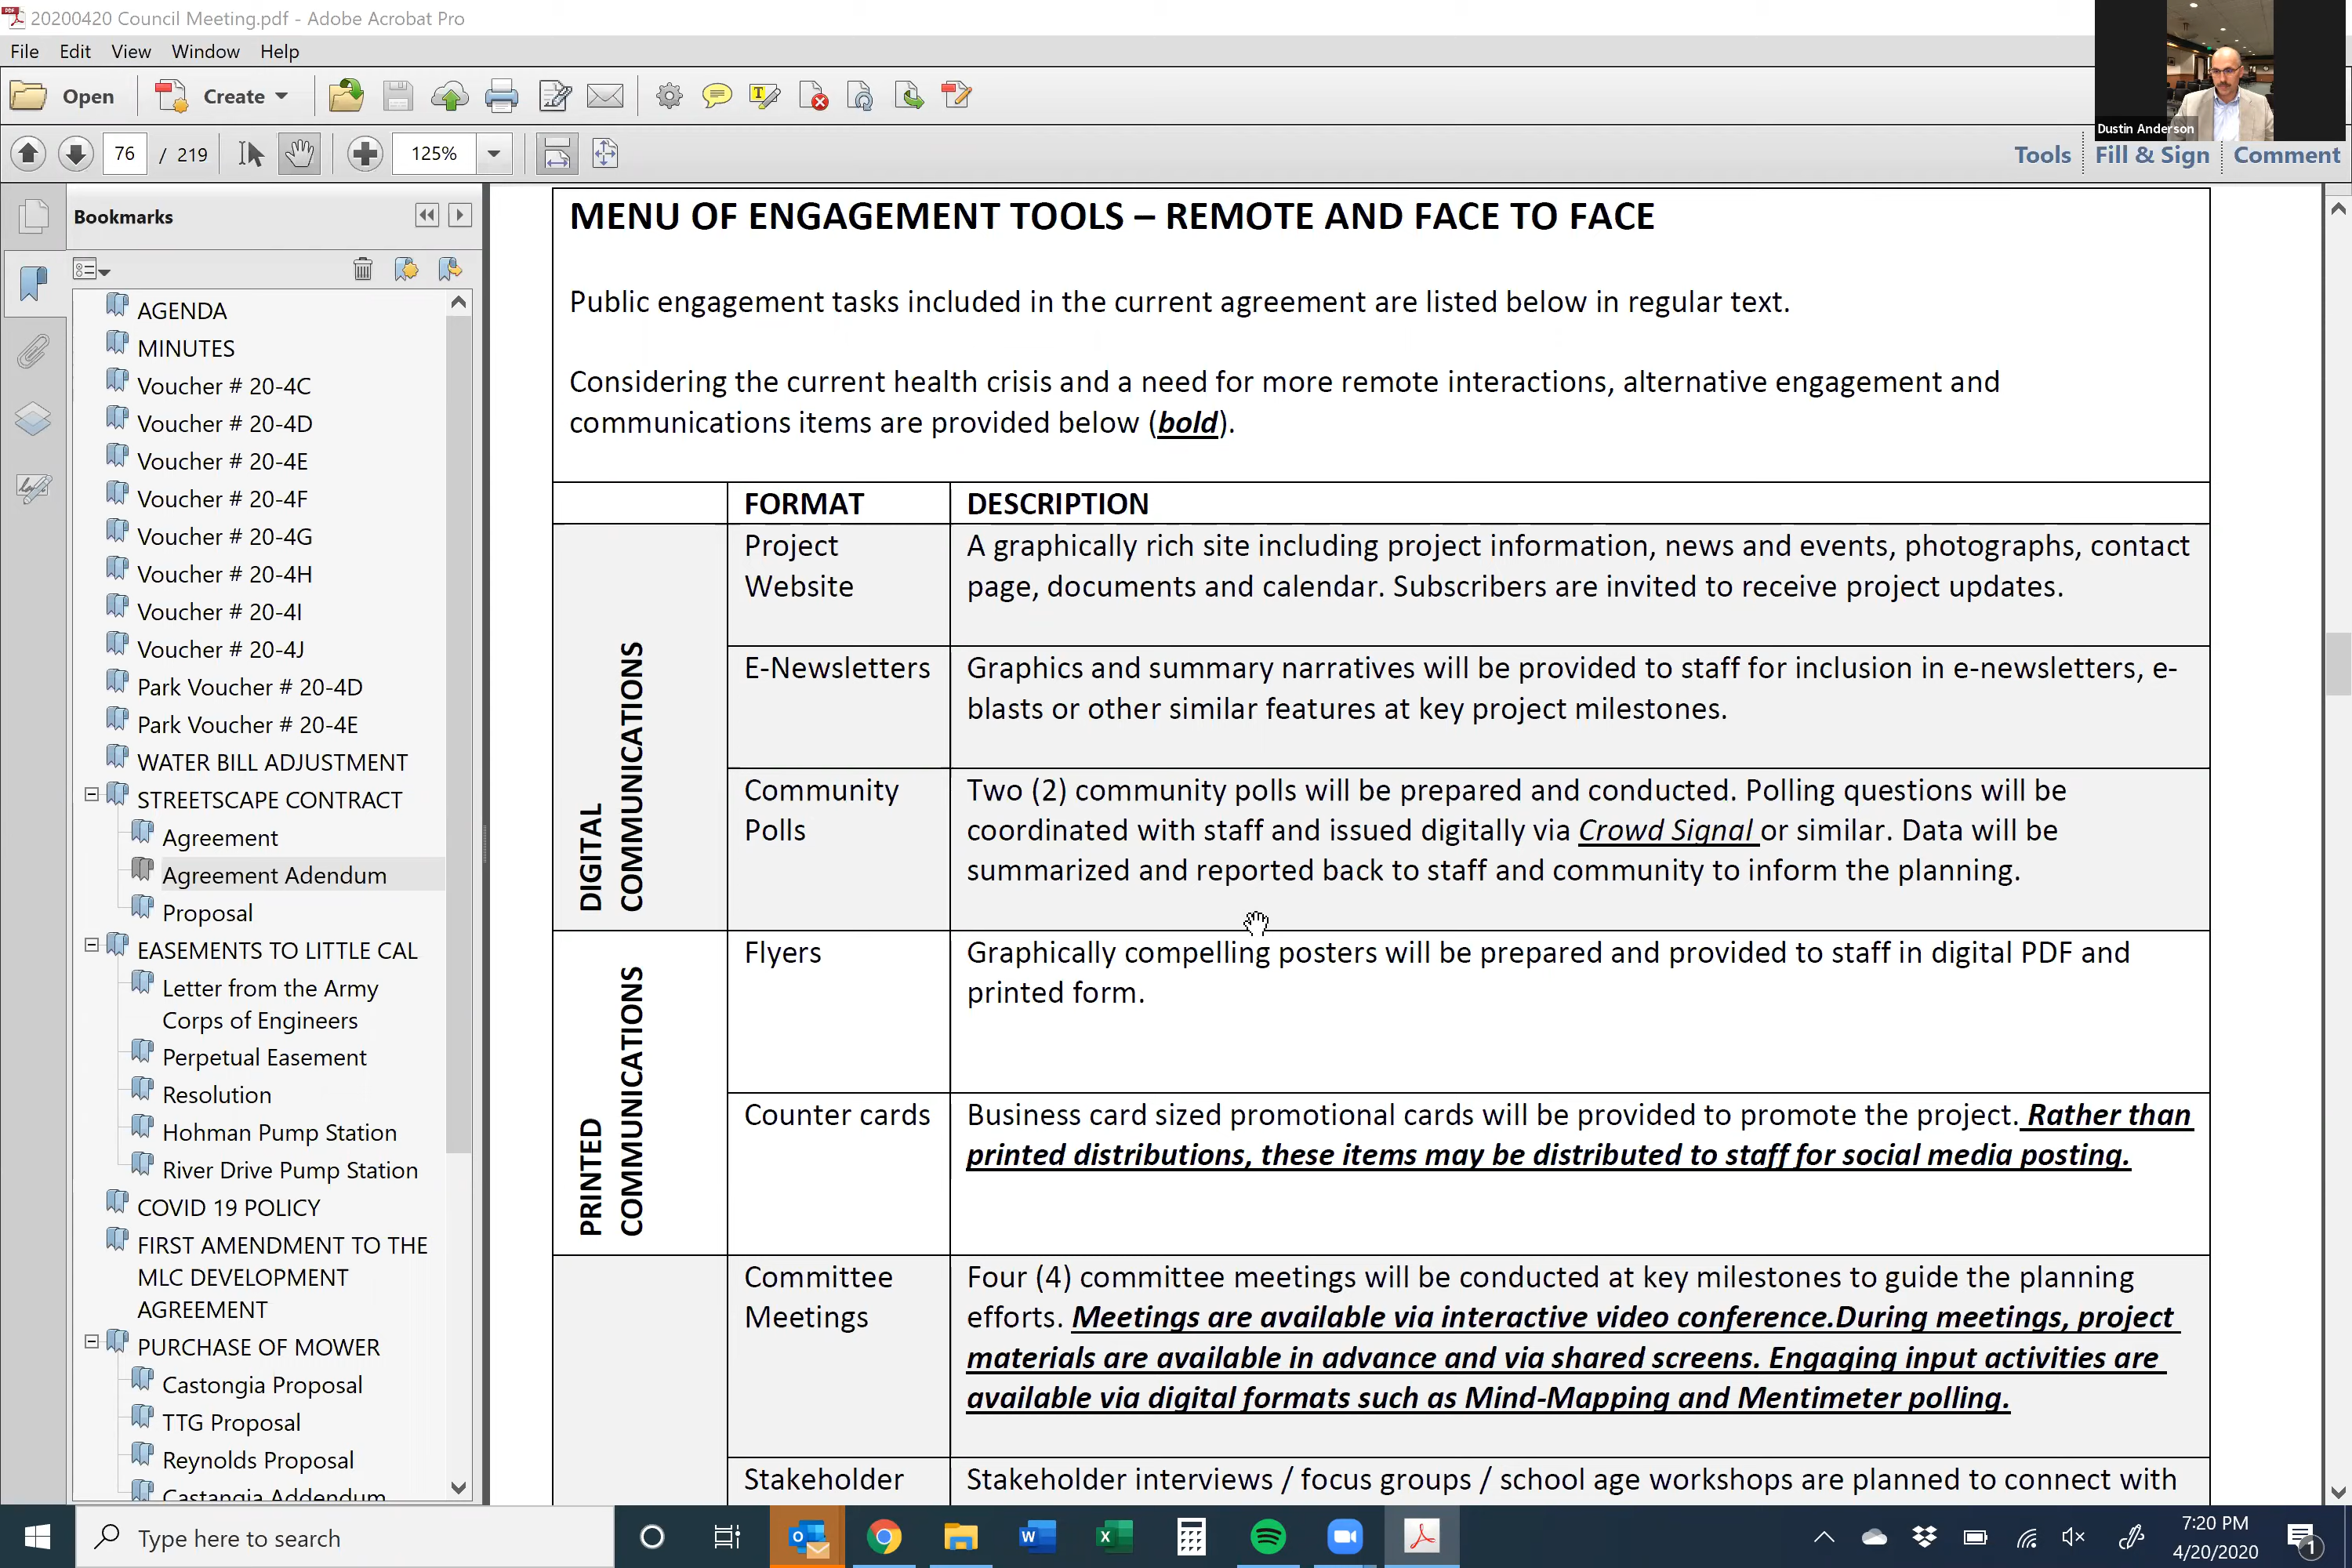 20200420 Council Meeting.pdf - Adobe Acrobat Pro
File Edit View Window Help
Open Create
76 / 219 125%
Dustin Anderson
Tools Fill & Sign Comment
Bookmarks
AGENDA
MINUTES
Voucher # 20-4C
Voucher # 20-4D
Voucher # 20-4E
Voucher # 20-4F
Voucher # 20-4G
Voucher # 20-4H
Voucher # 20-4I
Voucher # 20-4J
Park Voucher # 20-4D
Park Voucher # 20-4E
WATER BILL ADJUSTMENT
STREETSCAPE CONTRACT
Agreement
Agreement Adendum
Proposal
EASEMENTS TO LITTLE CAL
Letter from the Army
Corps of Engineers
Perpetual Easement
Resolution
Hohman Pump Station
River Drive Pump Station
COVID 19 POLICY
FIRST AMENDMENT TO THE
MLC DEVELOPMENT
AGREEMENT
PURCHASE OF MOWER
Castongia Proposal
TTG Proposal
Reynolds Proposal
Castangia Addendum
MENU OF ENGAGEMENT TOOLS – REMOTE AND FACE TO FACE
Public engagement tasks included in the current agreement are listed below in regular text.
Considering the current health crisis and a need for more remote interactions, alternative engagement and
communications items are provided below (bold).
FORMAT DESCRIPTION
DIGITAL
COMMUNICATIONS
Project
Website
A graphically rich site including project information, news and events, photographs, contact
page, documents and calendar. Subscribers are invited to receive project updates.
E-Newsletters
Graphics and summary narratives will be provided to staff for inclusion in e-newsletters, e-
blasts or other similar features at key project milestones.
Community
Polls
Two (2) community polls will be prepared and conducted. Polling questions will be
coordinated with staff and issued digitally via Crowd Signal or similar. Data will be
summarized and reported back to staff and community to inform the planning.
PRINTED
COMMUNICATIONS
Flyers
Graphically compelling posters will be prepared and provided to staff in digital PDF and
printed form.
Counter cards
Business card sized promotional cards will be provided to promote the project. Rather than
printed distributions, these items may be distributed to staff for social media posting.
Committee
Meetings
Four (4) committee meetings will be conducted at key milestones to guide the planning
efforts. Meetings are available via interactive video conference.During meetings, project
materials are available in advance and via shared screens. Engaging input activities are
available via digital formats such as Mind-Mapping and Mentimeter polling.
Stakeholder
Stakeholder interviews / focus groups / school age workshops are planned to connect with
Type here to search
7:20 PM
4/20/2020
1